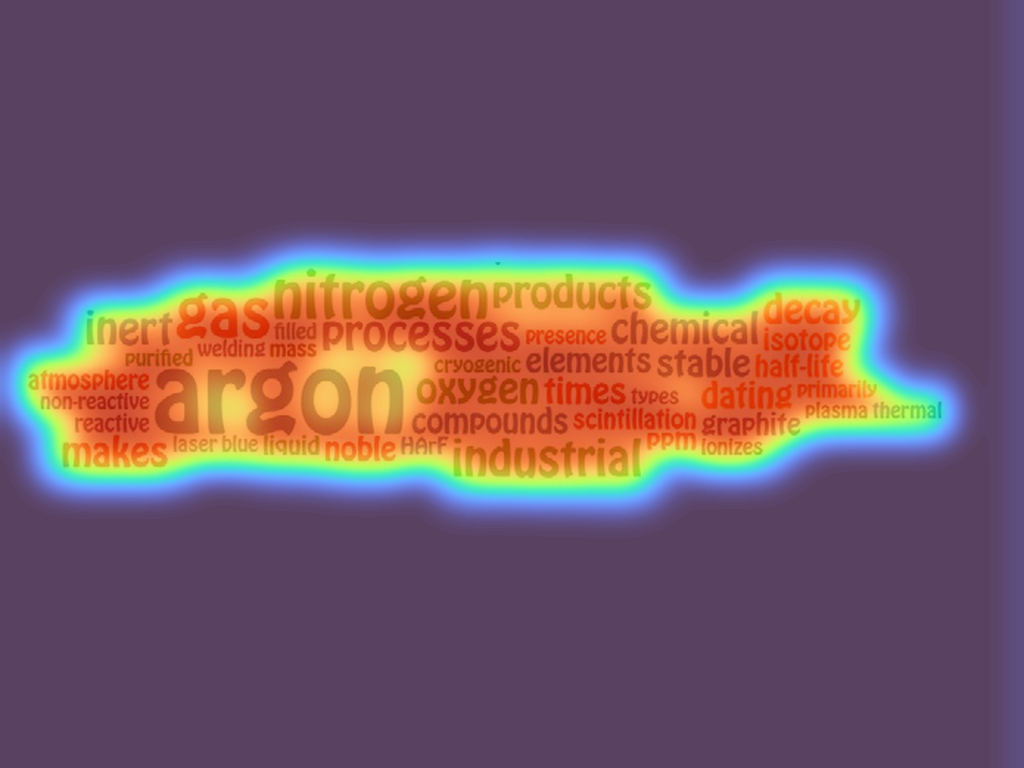 nitrogen products
inert gas filled processes presence chemical decay
purified welding mass cryogenic elements stable isotope
atmosphere argon oxygen times types half-life
non-reactive dating primarily
reactive compounds scintillation graphite plasma thermal
makes laser blue liquid noble HArF industrial PPM Ionizes